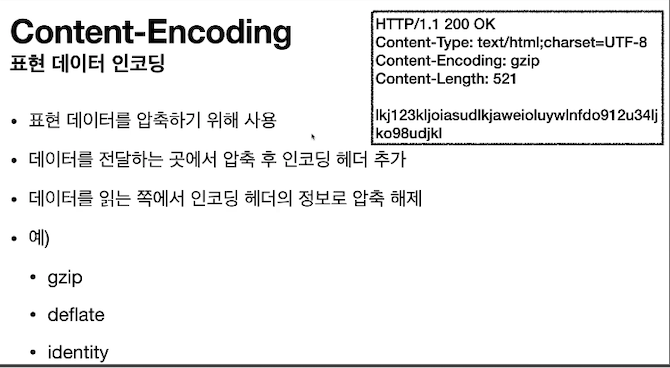 Content-Encoding
표현 데이터 인코딩
HTTP/1.1 200 OK
Content-Type: text/html;charset=UTF-8
Content-Encoding: gzip
Content-Length: 521
lkj123kljoiasudlkjaweioluywlnfdo912u34lj
ko98udjkl
• 표현 데이터를 압축하기 위해 사용
• 데이터를 전달하는 곳에서 압축 후 인코딩 헤더 추가
• 데이터를 읽는 쪽에서 인코딩 헤더의 정보로 압축 해제
• 예)
• gzip
• deflate
• identity